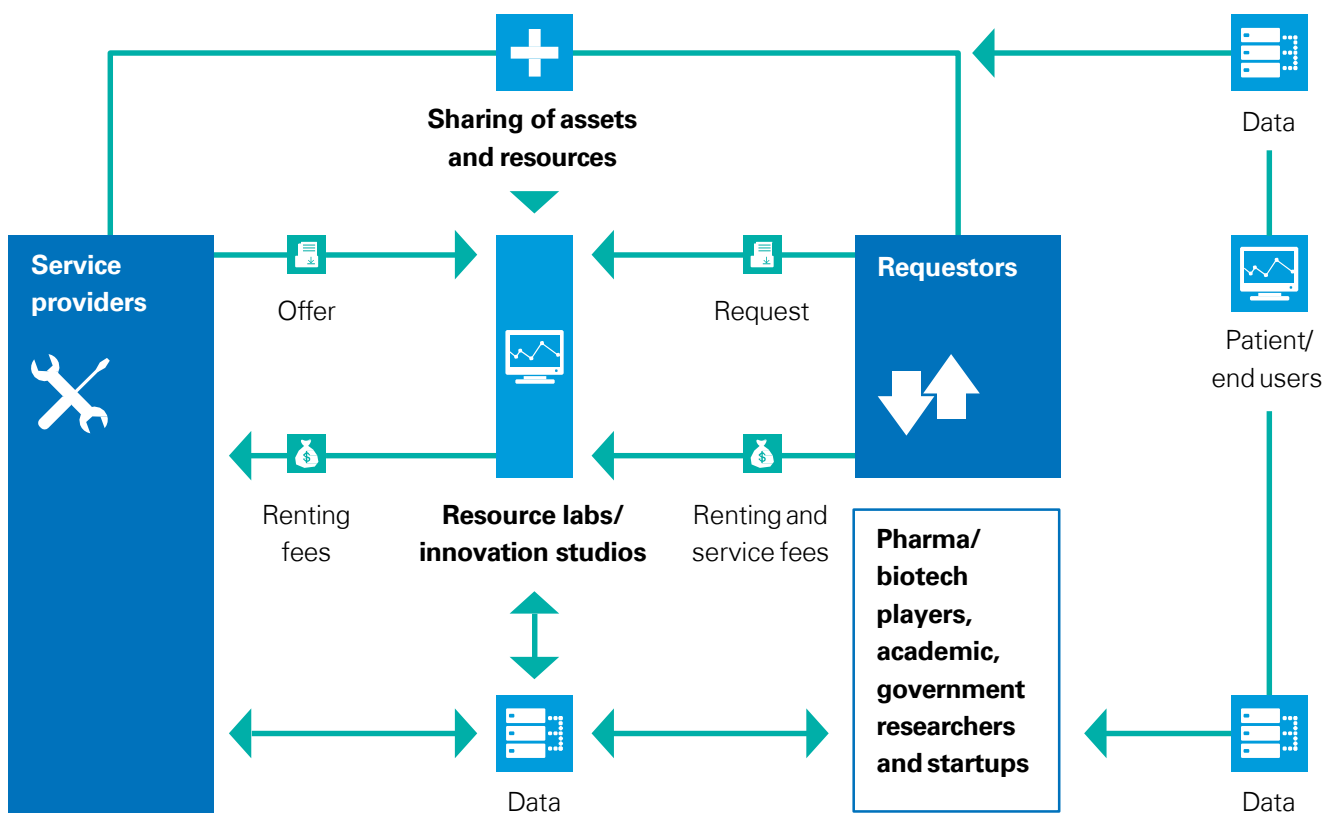 Sharing of assets
and resources
Data
Service
providers
Offer
Request
Requestors
Patient/
end users
Renting
fees
Resource labs/
innovation studios
Renting and
service fees
Pharma/
biotech
players,
academic,
government
researchers
and startups
Data
Data